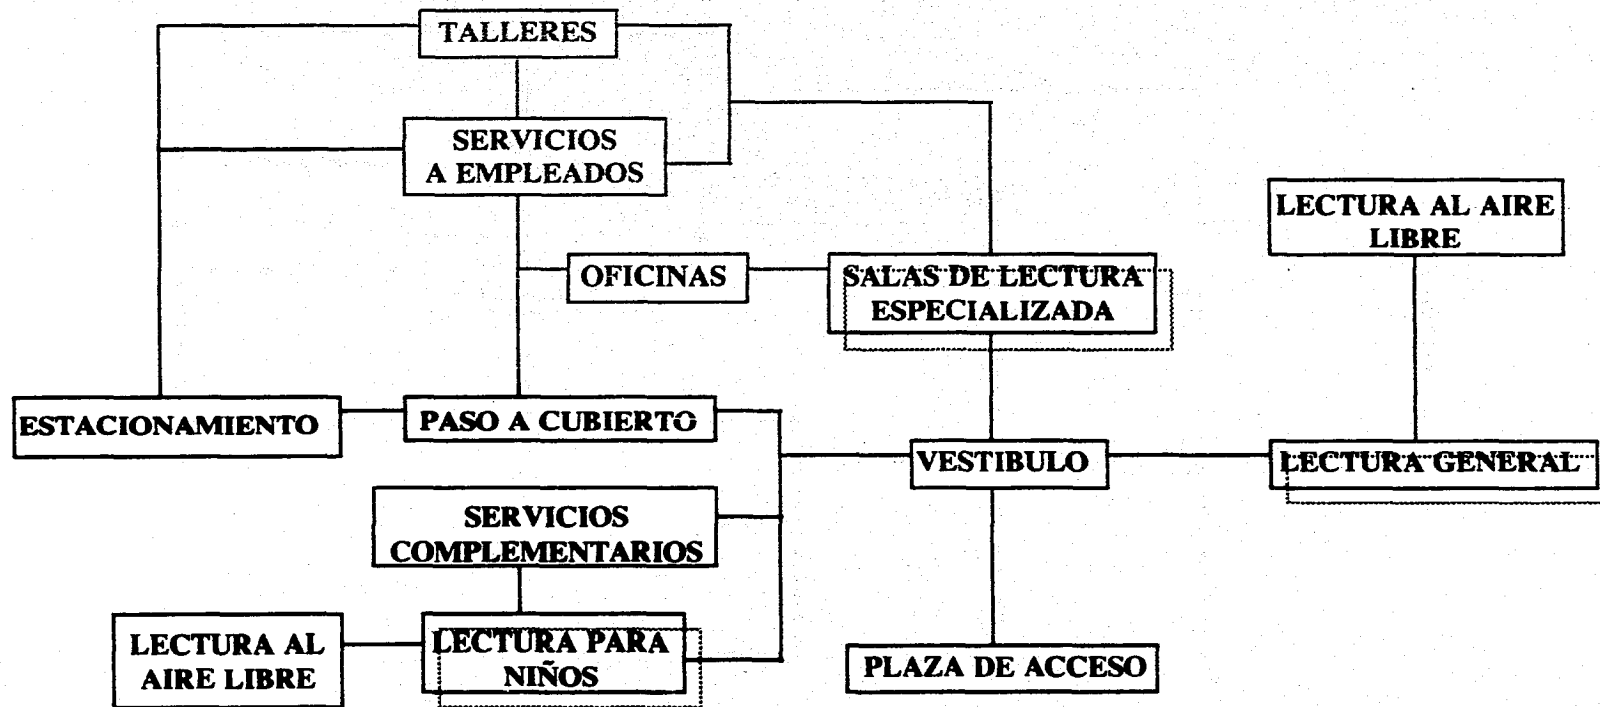 TALLERES
SERVICIOS
A EMPLEADOS
LECTURA AL AIRE
LIBRE
OFICINAS
SALAS DE LECTURA
ESPECIALIZADA
ESTACIONAMIENTO
PASO A CUBIERTO
VESTIBULO
LECTURA GENERAL
SERVICIOS
COMPLEMENTARIOS
LECTURA AL
AIRE LIBRE
LECTURA PARA
NIÑOS
PLAZA DE ACCESO